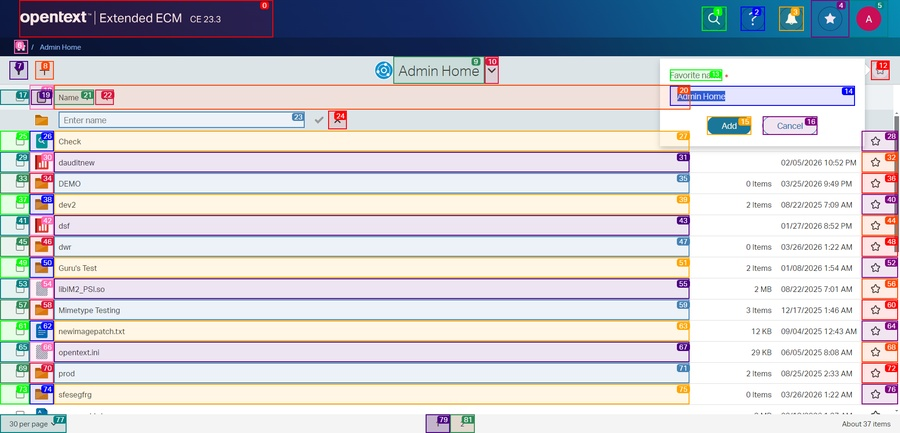 opentext™ | Extended ECM CE 23.3
A
/ Admin Home
Admin Home
Favorite na
Admin Home
Add
Cancel
Name
Enter name
Check
dauditnew 02/05/2026 10:52 PM
DEMO 0 Items 03/25/2026 9:49 PM
dev2 2 Items 08/22/2025 7:09 AM
dsf 01/27/2026 8:52 PM
dwr 0 Items 03/26/2026 1:22 AM
Guru's Test 2 Items 01/08/2026 1:54 AM
libIM2_PSI.so 2 MB 08/22/2025 7:01 AM
Mimetype Testing 3 Items 12/17/2025 1:46 AM
newimagepatch.txt 12 KB 09/04/2025 12:43 AM
opentext.ini 29 KB 06/05/2025 8:08 AM
prod 2 Items 08/25/2025 2:33 AM
sfesegfrg 0 Items 03/26/2026 1:22 AM
30 per page
2
About 37 items